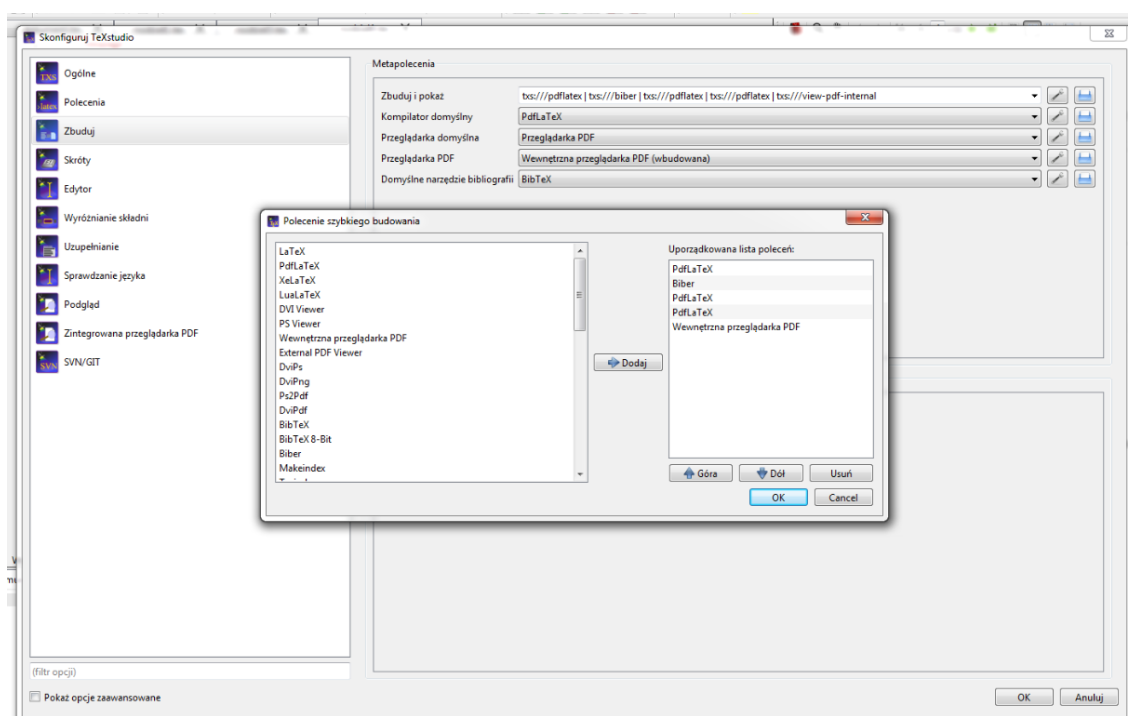 Skonfiguruj TeXstudio
Ogólne
Polecenia
Zbuduj
Skróty
Edytor
Wyróżnianie składni
Uzupełnianie
Sprawdzanie języka
Podgląd
Zintegrowana przeglądarka PDF
SVN/GIT
(filtr opcji)
Pokaż opcje zaawansowane
Metapolecenia
Zbuduj i pokaż txs:///pdflatex | txs:///biber | txs:///pdflatex | txs:///pdflatex | txs:///view-pdf-internal
Kompilator domyślny PdfLaTeX
Przeglądarka domyślna Przeglądarka PDF
Przeglądarka PDF Wewnętrzna przeglądarka PDF (wbudowana)
Domyślne narzędzie bibliografii BibTeX
Polecenie szybkiego budowania
LaTeX
PdfLaTeX
XeLaTeX
LuaLaTeX
DVI Viewer
PS Viewer
Wewnętrzna przeglądarka PDF
External PDF Viewer
DviPs
DviPng
Ps2Pdf
DviPdf
BibTeX
BibTeX 8-Bit
Biber
Makeindex
Dodaj
Uporządkowana lista poleceń:
PdfLaTeX
Biber
PdfLaTeX
PdfLaTeX
Wewnętrzna przeglądarka PDF
Góra Dół Usuń
OK Cancel
OK Anuluj